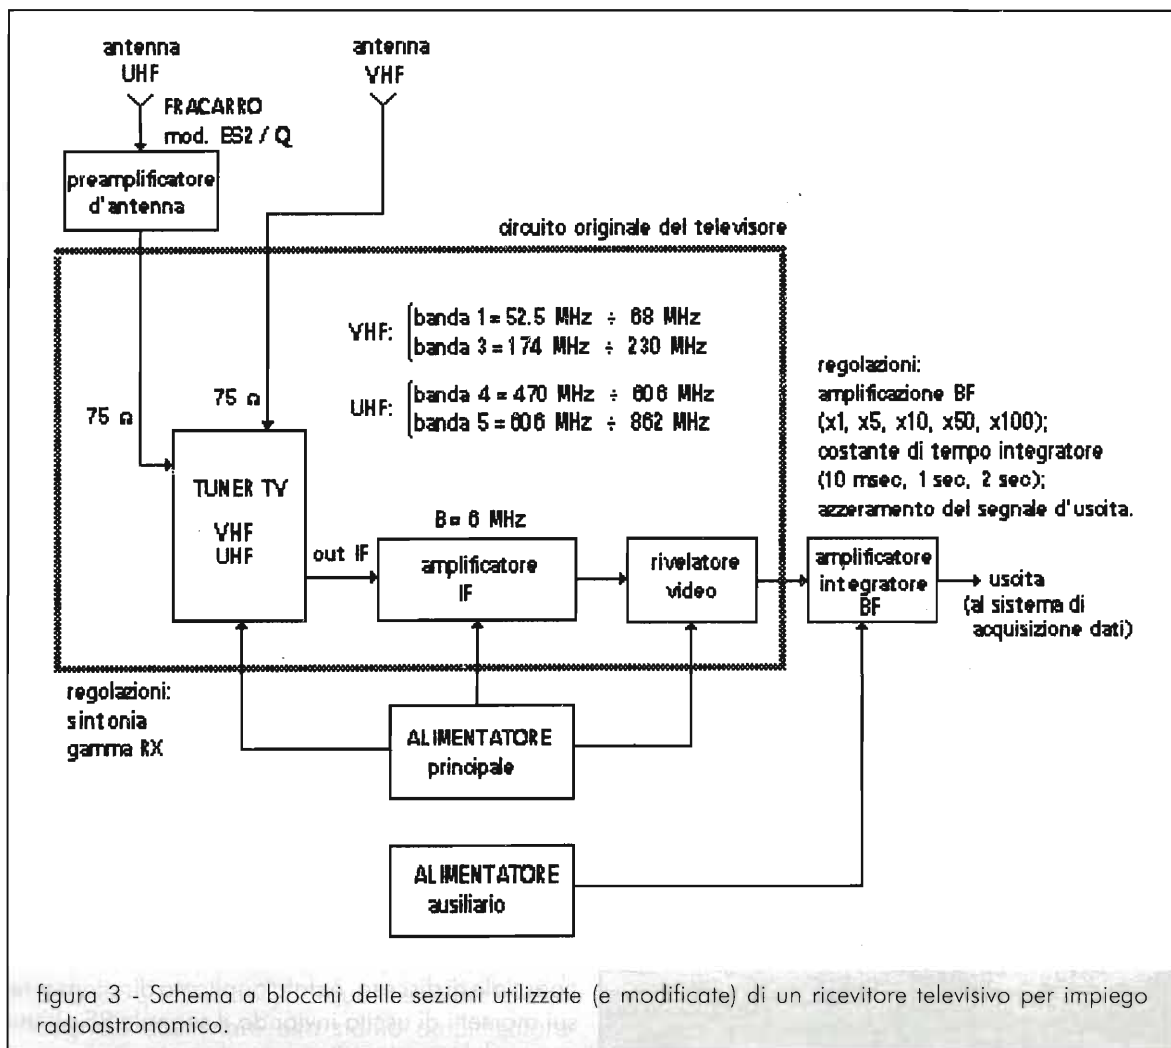 antenna
UHF
antenna
VHF
FRACARRO
mod. ES2 / Q
preamplificatore
d'antenna
circuito originale del televisore
VHF:
banda 1 = 52.5 MHz ÷ 68 MHz
banda 3 = 174 MHz ÷ 230 MHz
UHF:
banda 4 = 470 MHz ÷ 606 MHz
banda 5 = 606 MHz ÷ 862 MHz
75 Ω
75 Ω
regolazioni:
amplificazione BF
(x1, x5, x10, x50, x100);
costante di tempo integratore
(10 msec, 1 sec, 2 sec);
azzeramento del segnale d'uscita.
TUNER TV
VHF
UHF
out IF
B = 6 MHz
amplificatore
IF
rivelatore
video
amplificatore
integratore
BF
uscita
(al sistema di
acquisizione dati)
regolazioni:
sintonia
gamma RX
ALIMENTATORE
principale
ALIMENTATORE
ausiliario
figura 3 - Schema a blocchi delle sezioni utilizzate (e modificate) di un ricevitore televisivo per impiego
radioastronomico.